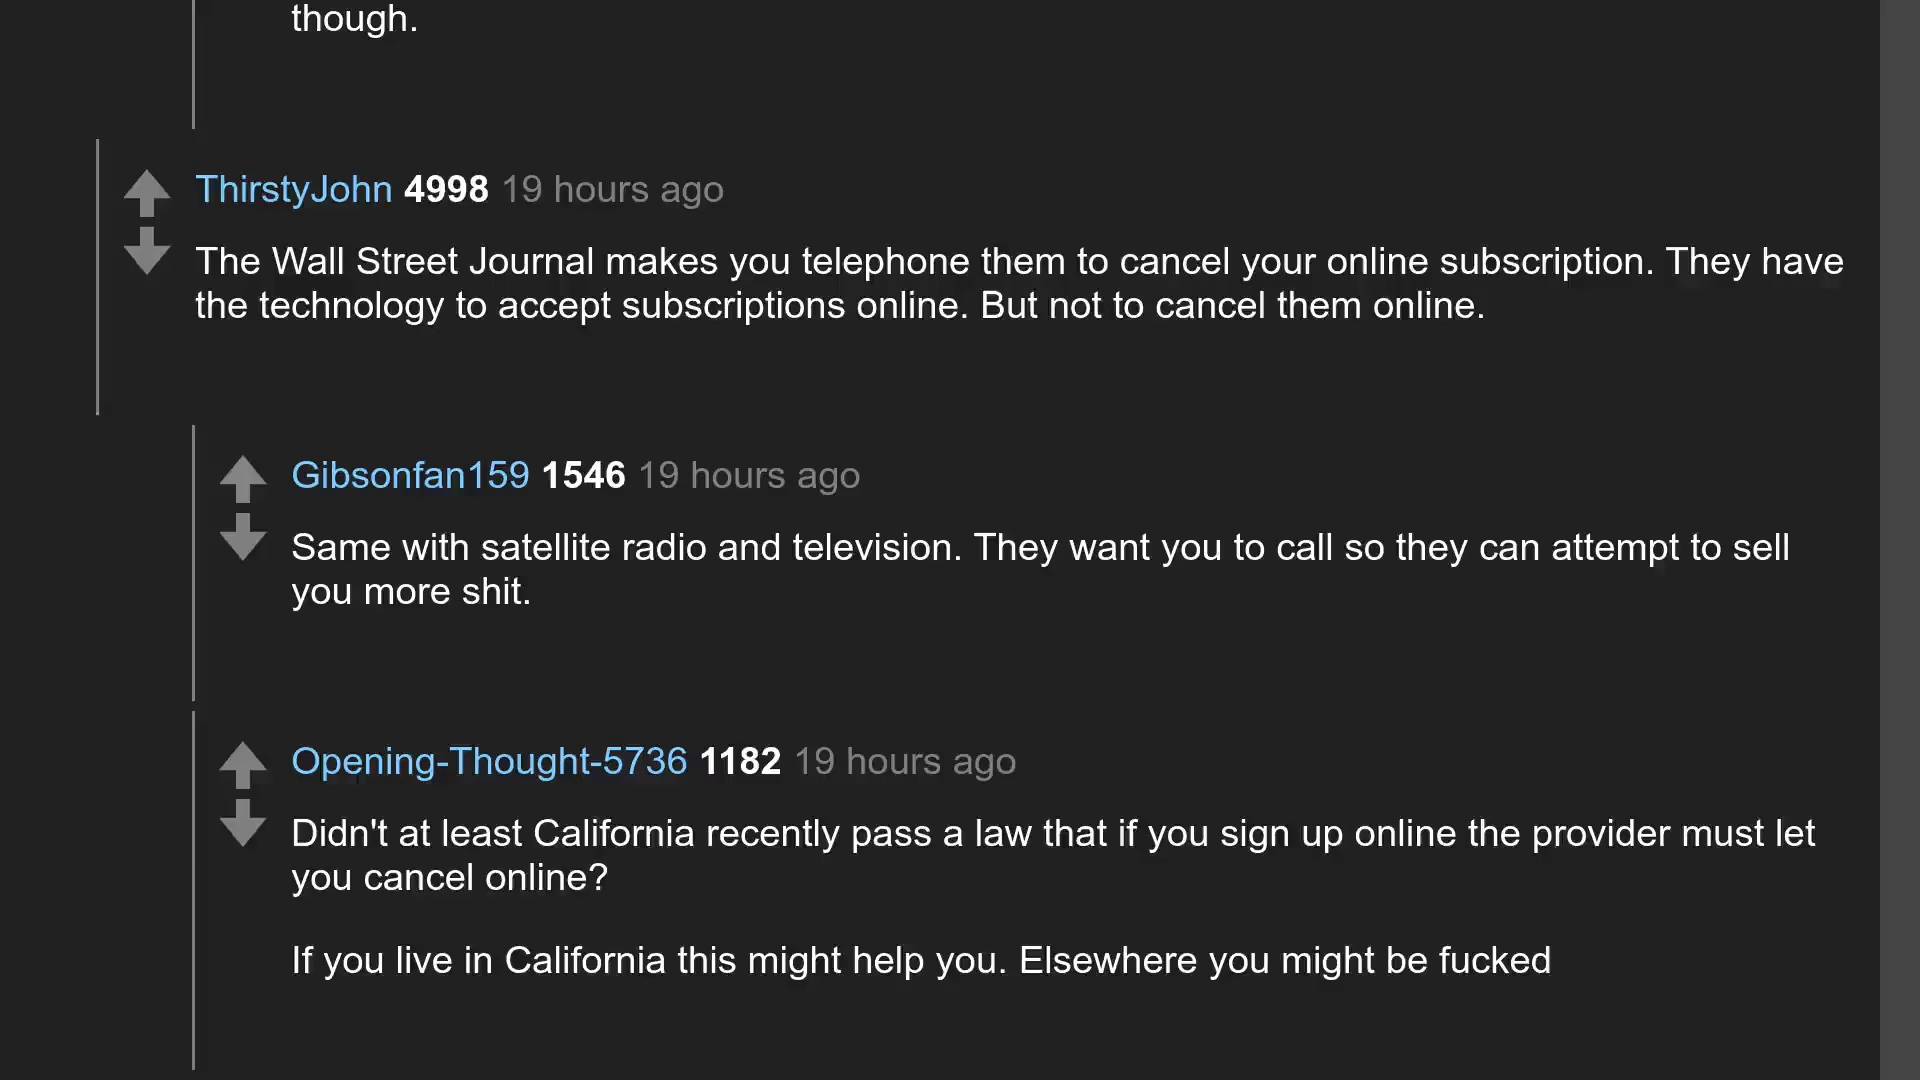 though.
ThirstyJohn 4998 19 hours ago
The Wall Street Journal makes you telephone them to cancel your online subscription. They have
the technology to accept subscriptions online. But not to cancel them online.
Gibsonfan159 1546 19 hours ago
Same with satellite radio and television. They want you to call so they can attempt to sell
you more shit.
Opening-Thought-5736 1182 19 hours ago
Didn't at least California recently pass a law that if you sign up online the provider must let
you cancel online?
If you live in California this might help you. Elsewhere you might be fucked